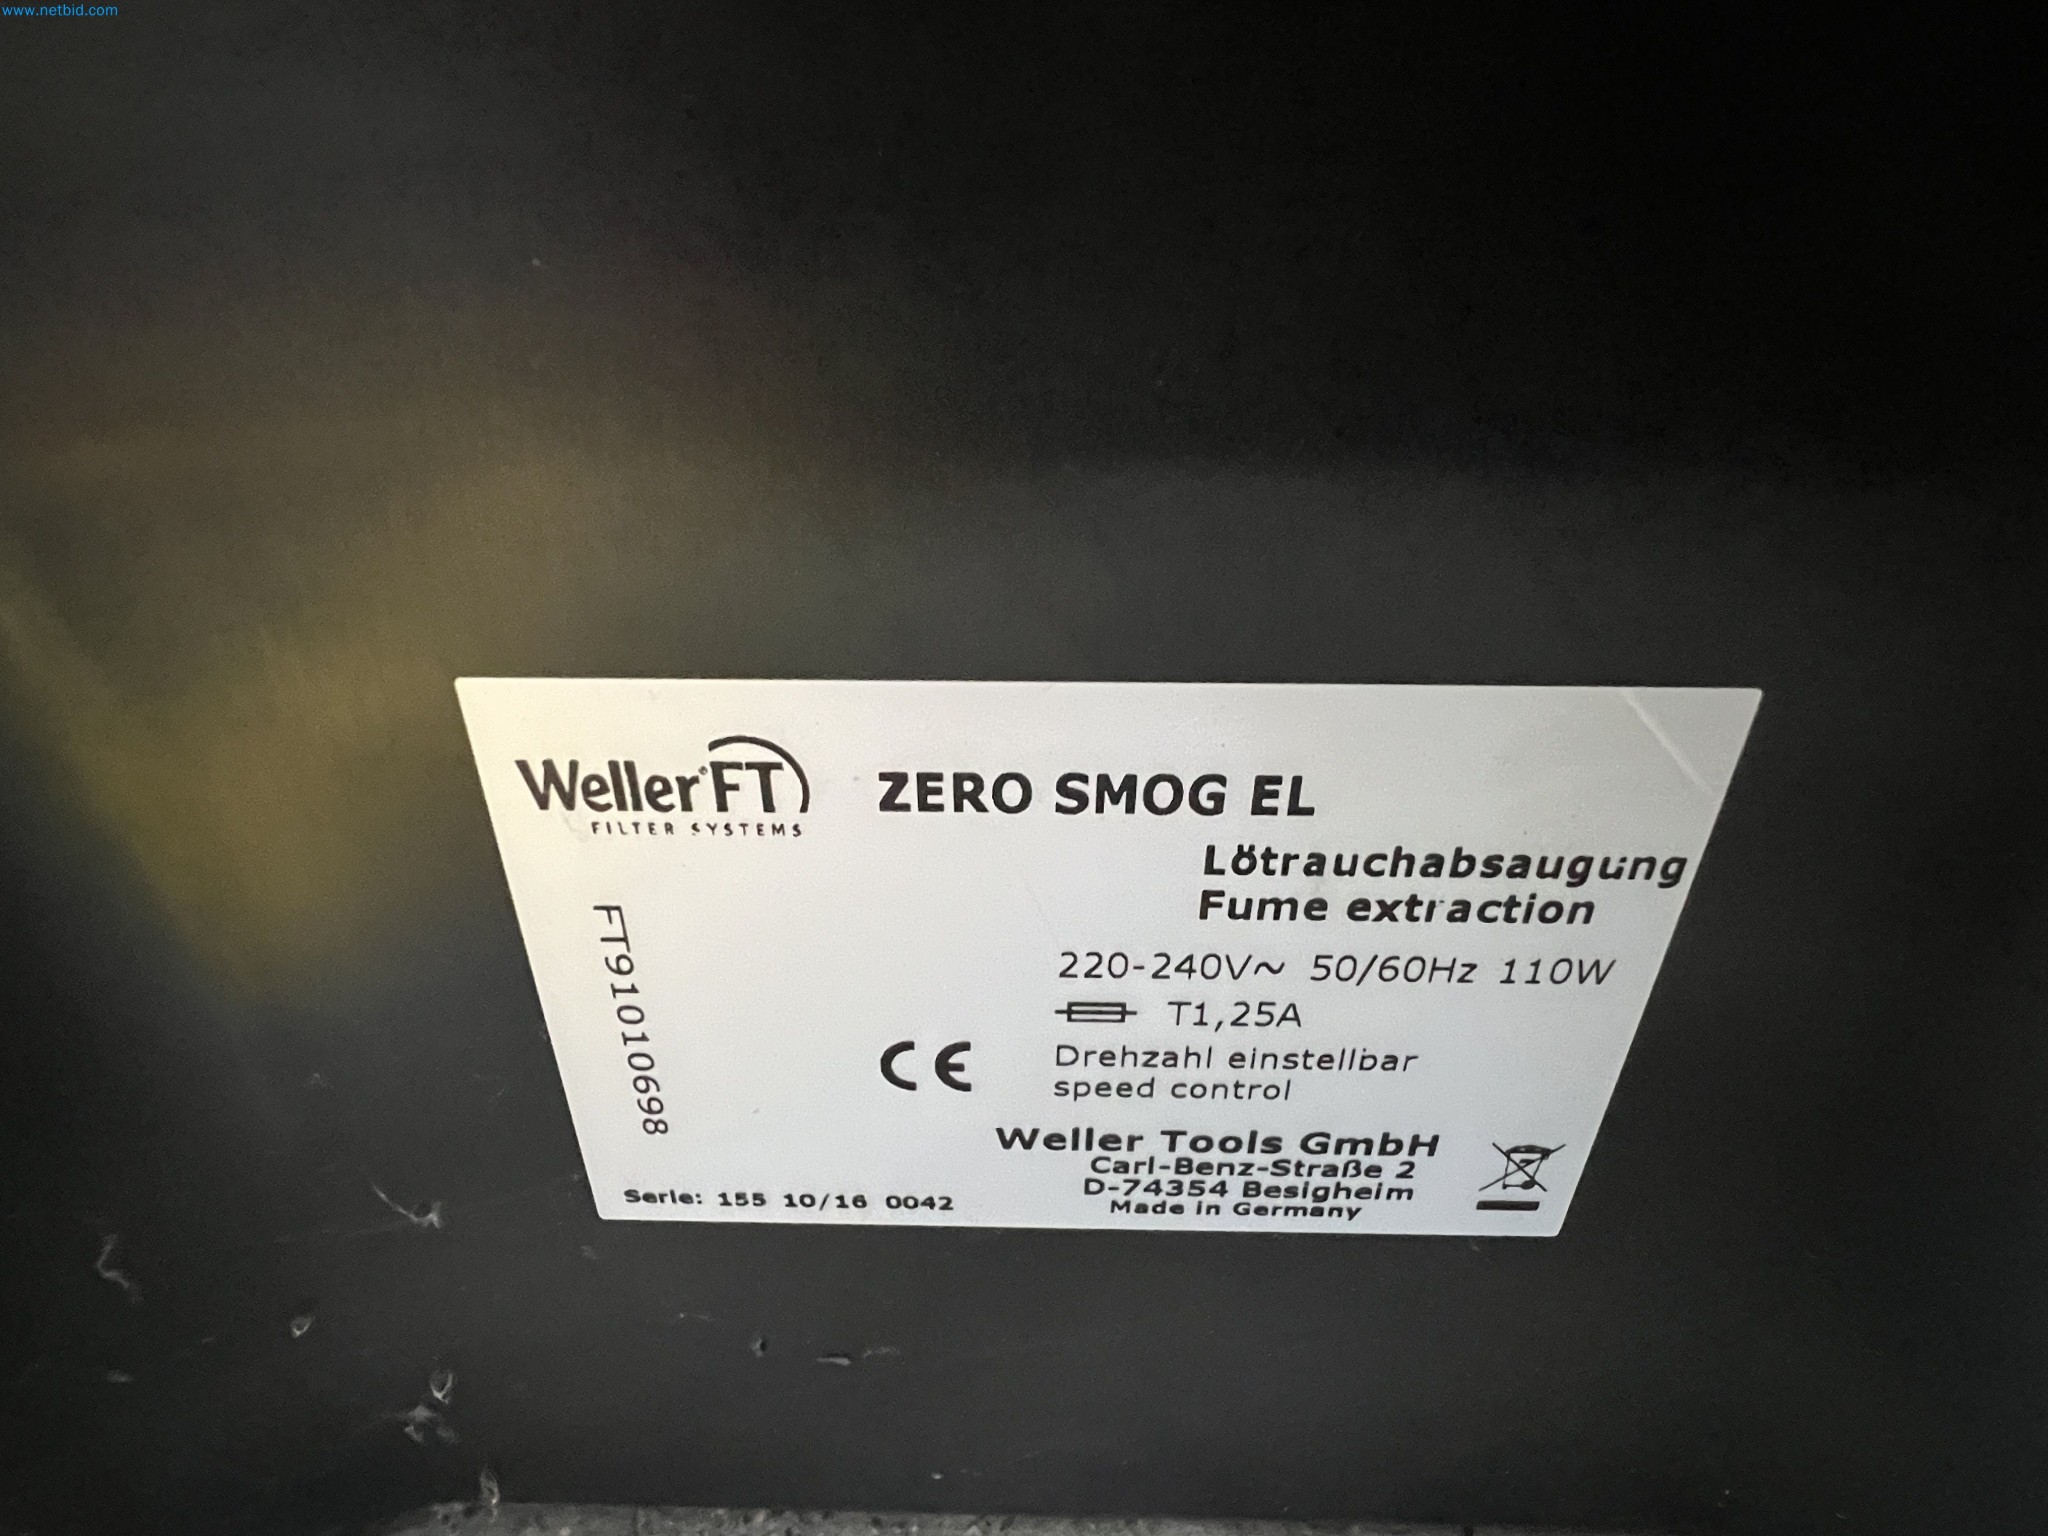 www.netbid.com
Weller® FT
FILTER SYSTEMS
ZERO SMOG EL
Lötrauchabsaugung
Fume extraction
220-240V~ 50/60Hz 110W
T1,25A
CE
Drehzahl einstellbar
speed control
FT91010698
Weller Tools GmbH
Carl-Benz-Straße 2
D-74354 Besigheim
Made in Germany
Serie: 155 10/16 0042